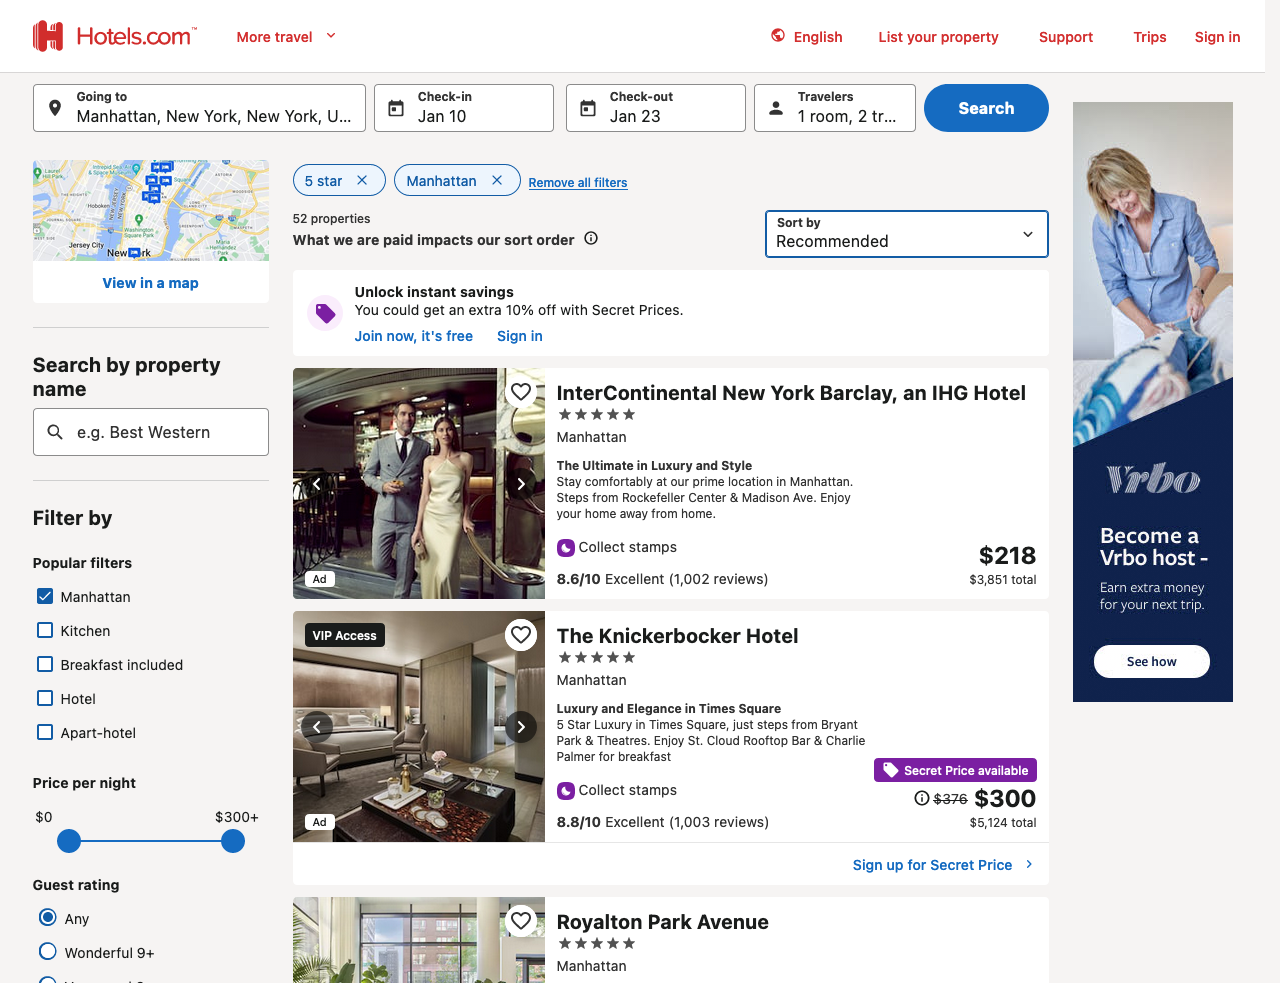 Hotels.com™
More travel
English
List your property
Support
Trips
Sign in
Going to
Manhattan, New York, New York, U...
Check-in
Jan 10
Check-out
Jan 23
Travelers
1 room, 2 tr...
Search
View in a map
Search by property
name
e.g. Best Western
Filter by
Popular filters
Manhattan
Kitchen
Breakfast included
Hotel
Apart-hotel
Price per night
$0
$300+
Guest rating
Any
Wonderful 9+
5 star
Manhattan
Remove all filters
52 properties
What we are paid impacts our sort order
Sort by
Recommended
Unlock instant savings
You could get an extra 10% off with Secret Prices.
Join now, it's free
Sign in
Ad
InterContinental New York Barclay, an IHG Hotel
Manhattan
The Ultimate in Luxury and Style
Stay comfortably at our prime location in Manhattan.
Steps from Rockefeller Center & Madison Ave. Enjoy
your home away from home.
Collect stamps
8.6/10 Excellent (1,002 reviews)
$218
$3,851 total
VIP Access
Ad
The Knickerbocker Hotel
Manhattan
Luxury and Elegance in Times Square
5 Star Luxury in Times Square, just steps from Bryant
Park & Theatres. Enjoy St. Cloud Rooftop Bar & Charlie
Palmer for breakfast
Collect stamps
8.8/10 Excellent (1,003 reviews)
Secret Price available
$376 $300
$5,124 total
Sign up for Secret Price
Royalton Park Avenue
Manhattan
Vrbo
Become a
Vrbo host -
Earn extra money
for your next trip.
See how